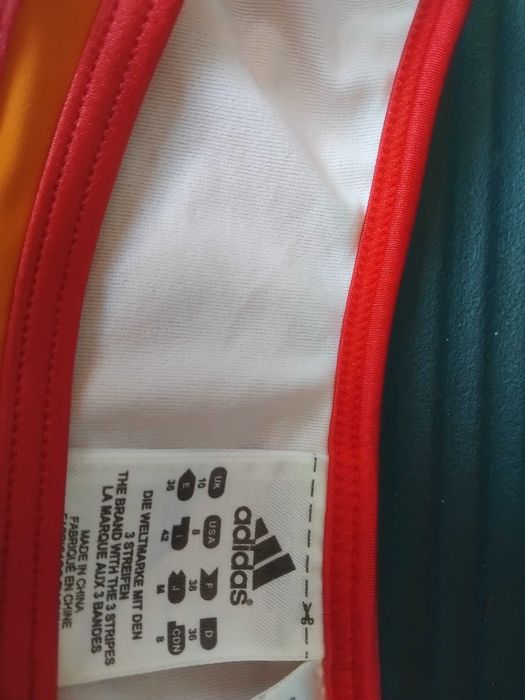 adidas®
UK USA F D
10 8 38 36
E I J CDN
36 42 M 8
DIE WELTMARKE MIT DEN
3 STREIFEN
THE BRAND WITH THE 3 STRIPES
LA MARQUE AUX 3 BANDES
MADE IN CHINA
FABRIQUÉ EN CHINE